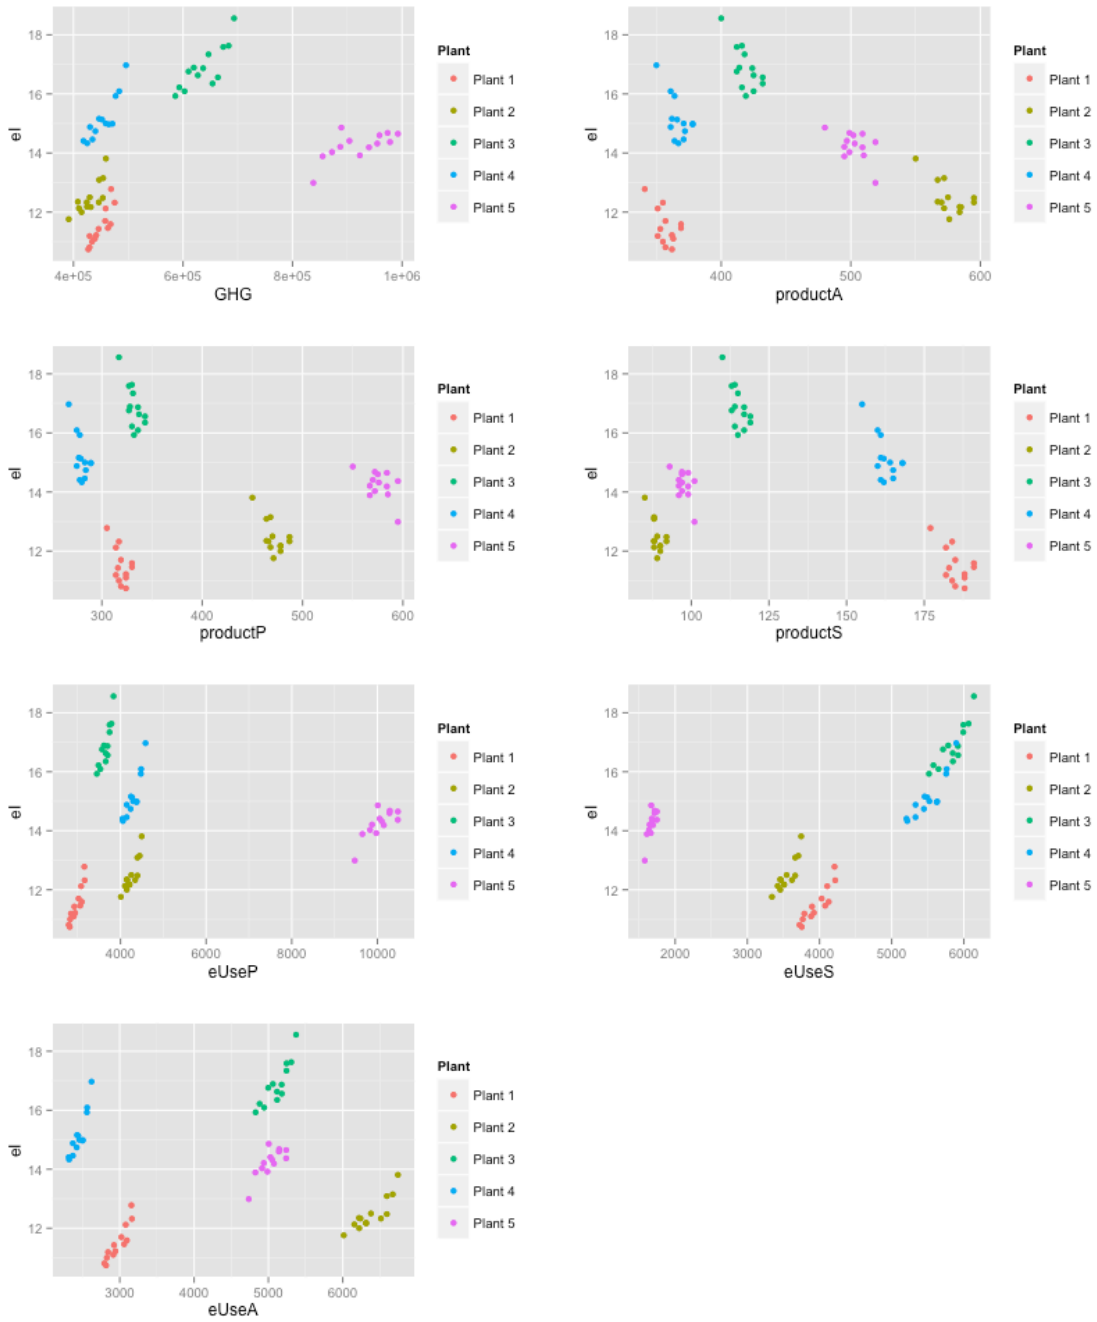 18
16
14
12
eI
4e+05 6e+05 8e+05 1e+06
GHG
Plant
Plant 1
Plant 2
Plant 3
Plant 4
Plant 5
18
16
14
12
eI
400 500 600
productA
Plant
Plant 1
Plant 2
Plant 3
Plant 4
Plant 5
18
16
14
12
eI
300 400 500 600
productP
Plant
Plant 1
Plant 2
Plant 3
Plant 4
Plant 5
18
16
14
12
eI
100 125 150 175
productS
Plant
Plant 1
Plant 2
Plant 3
Plant 4
Plant 5
18
16
14
12
eI
4000 6000 8000 10000
eUseP
Plant
Plant 1
Plant 2
Plant 3
Plant 4
Plant 5
18
16
14
12
eI
2000 3000 4000 5000 6000
eUseS
Plant
Plant 1
Plant 2
Plant 3
Plant 4
Plant 5
18
16
14
12
eI
3000 4000 5000 6000
eUseA
Plant
Plant 1
Plant 2
Plant 3
Plant 4
Plant 5